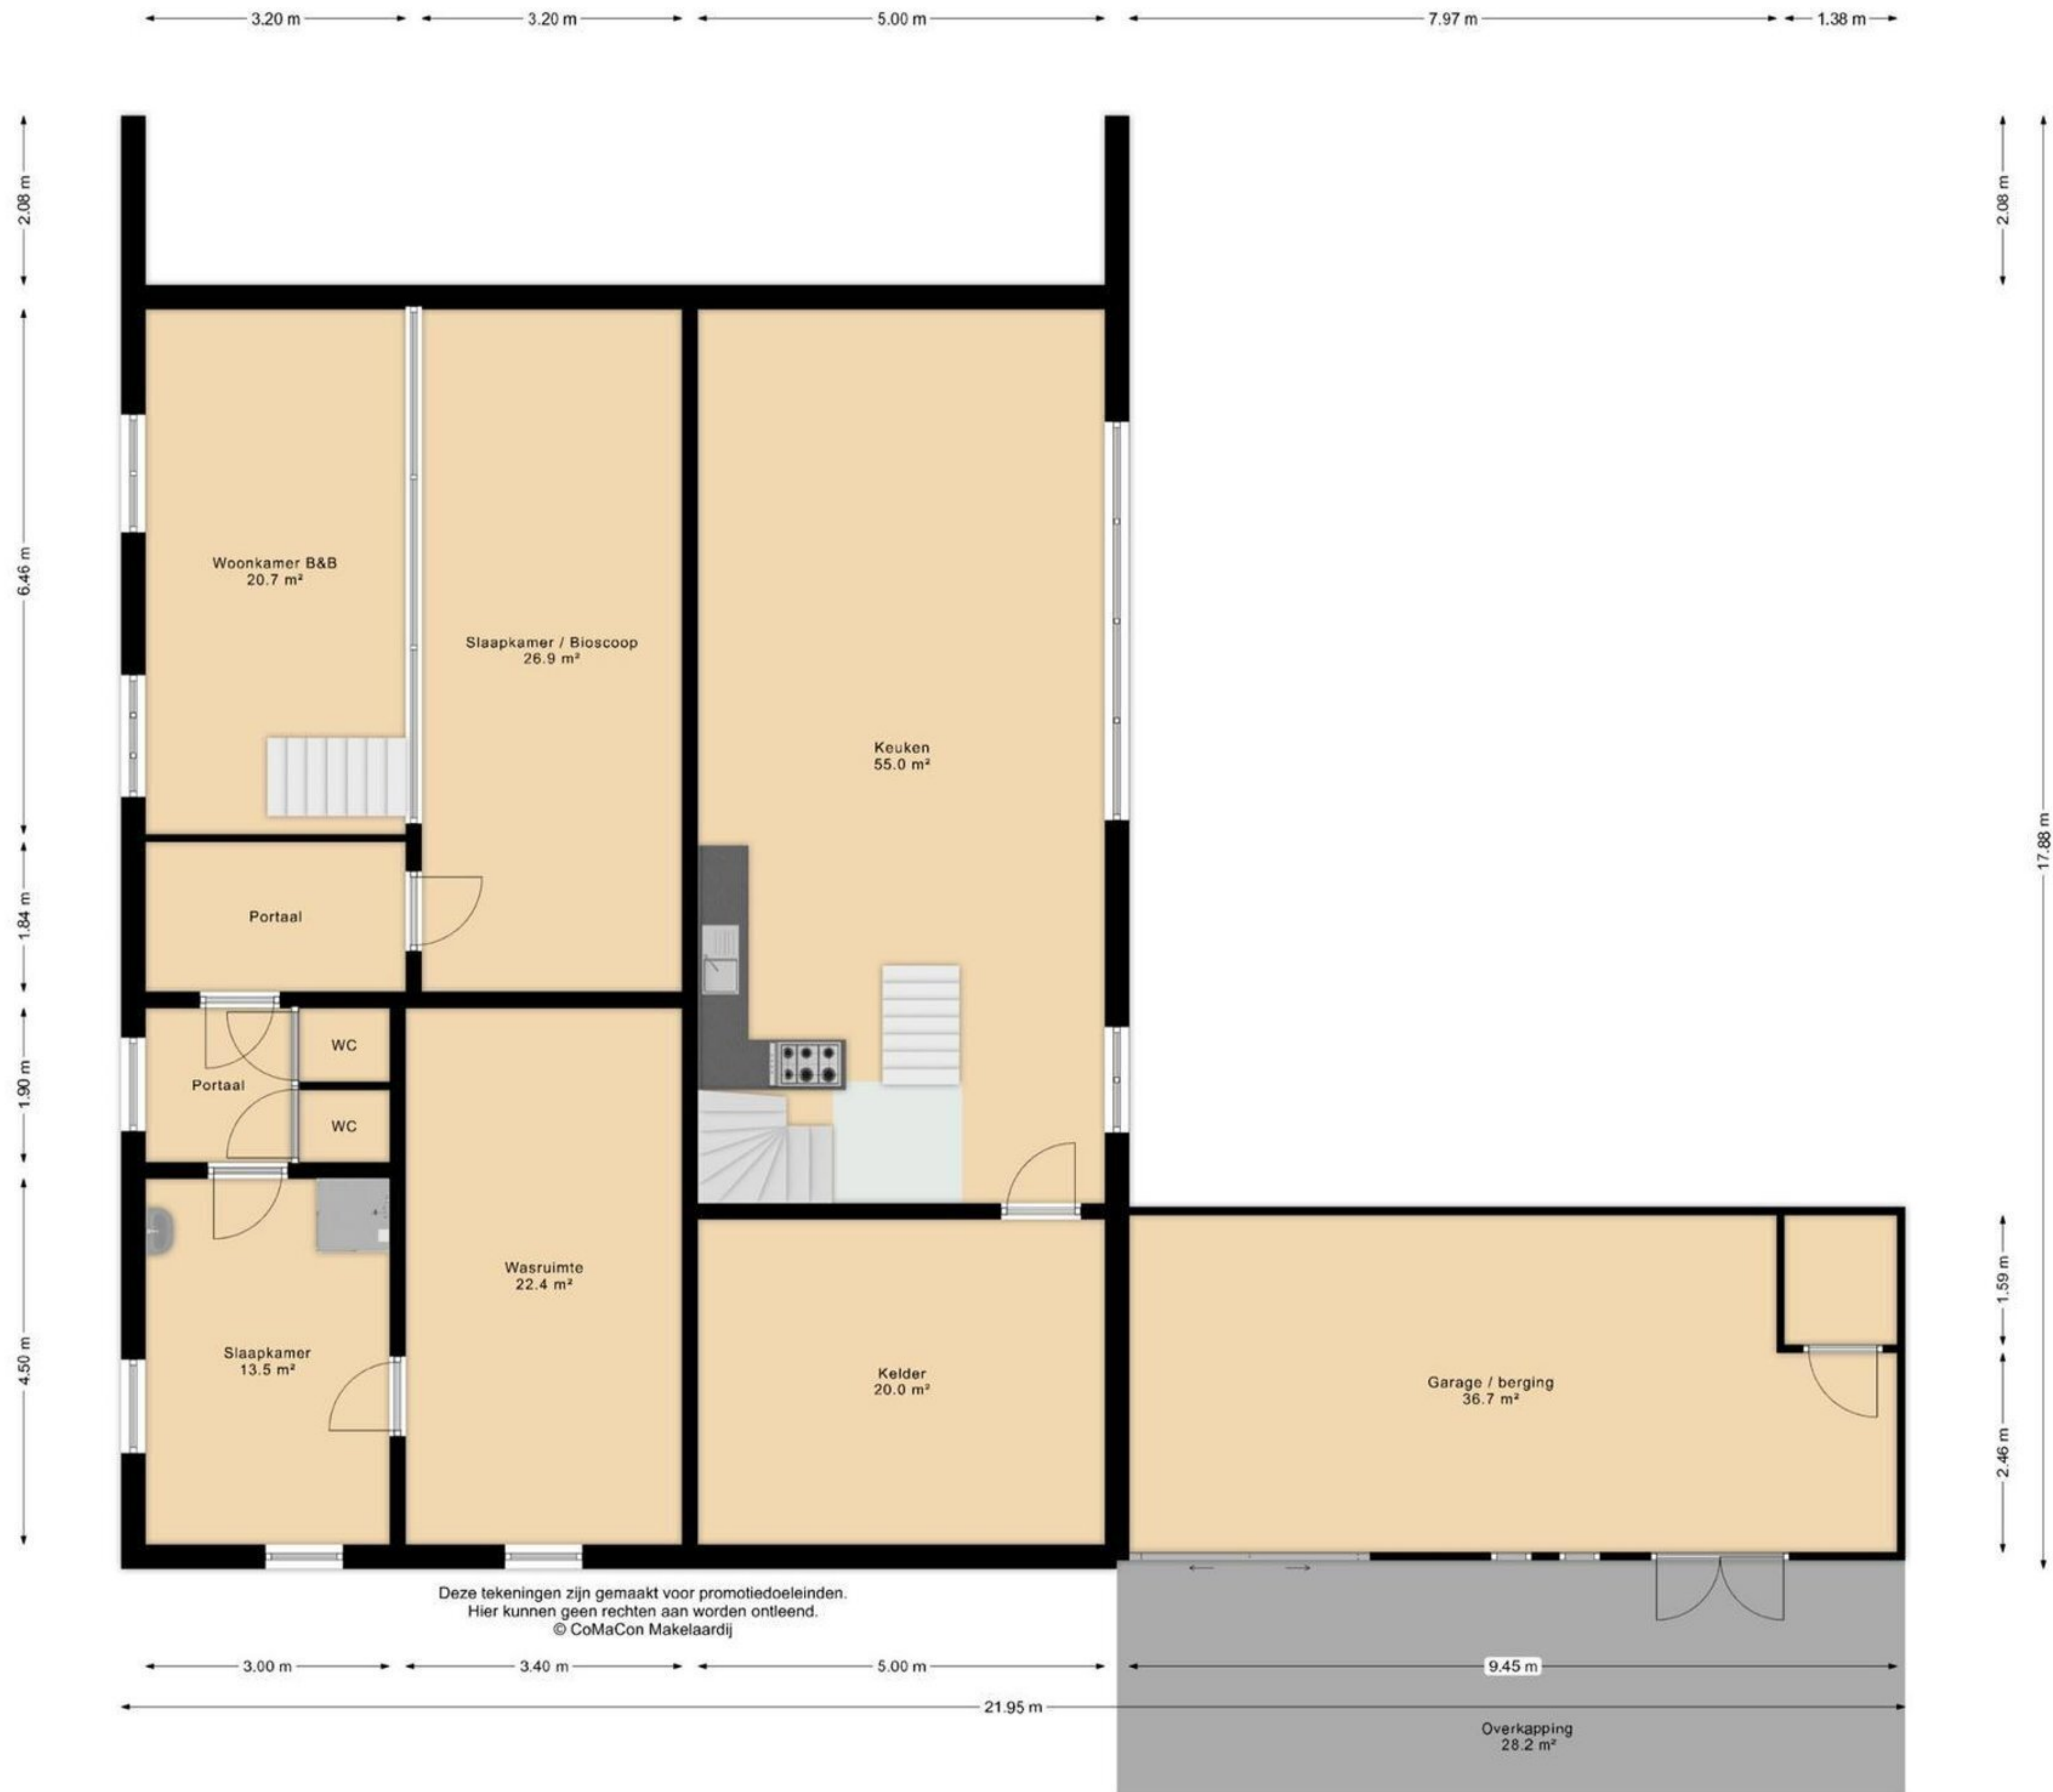 3.20 m
3.20 m
5.00 m
7.97 m
1.38 m
2.08 m
2.08 m
6.46 m
Woonkamer B&B
20.7 m²
Slaapkamer / Bioscoop
26.9 m²
Keuken
55.0 m²
17.88 m
1.84 m
Portaal
1.90 m
Portaal
WC
WC
Wasruimte
22.4 m²
1.59 m
4.50 m
Slaapkamer
13.5 m²
Kelder
20.0 m²
Garage / berging
36.7 m²
2.46 m
Deze tekeningen zijn gemaakt voor promotiedoeleinden.
Hier kunnen geen rechten aan worden ontleend.
© CoMaCon Makelaardij
3.00 m
3.40 m
5.00 m
9.45 m
21.95 m
Overkapping
28.2 m²